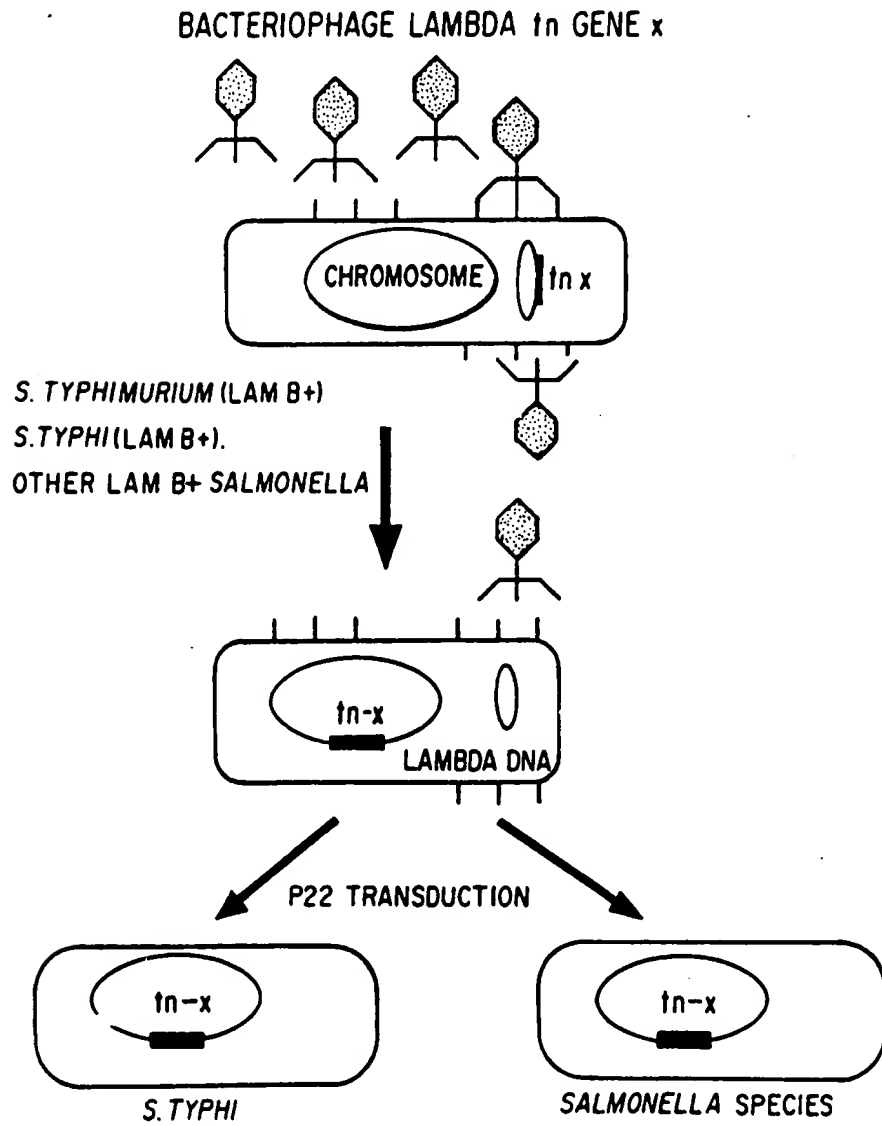 BACTERIOPHAGE LAMBDA tn GENE x
CHROMOSOME
tn x
S. TYPHIMURIUM (LAM B+)
S.TYPHI (LAM B+).
OTHER LAM B+ SALMONELLA
tn-x
LAMBDA DNA
P22 TRANSDUCTION
tn-x
tn-x
S. TYPHI
SALMONELLA SPECIES